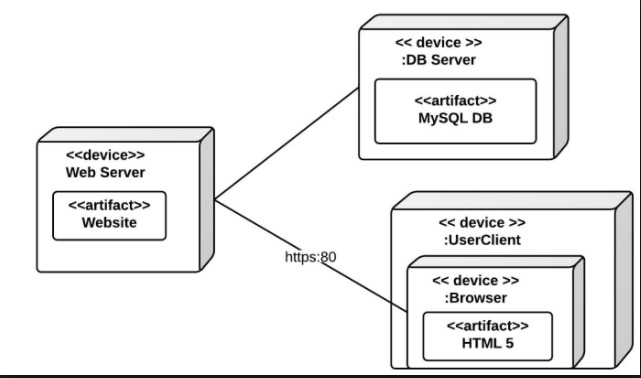 <<device>>
Web Server
<<artifact>>
Website
<< device >>
:DB Server
<<artifact>>
MySQL DB
https:80
<< device >>
:UserClient
<< device >>
:Browser
<<artifact>>
HTML 5